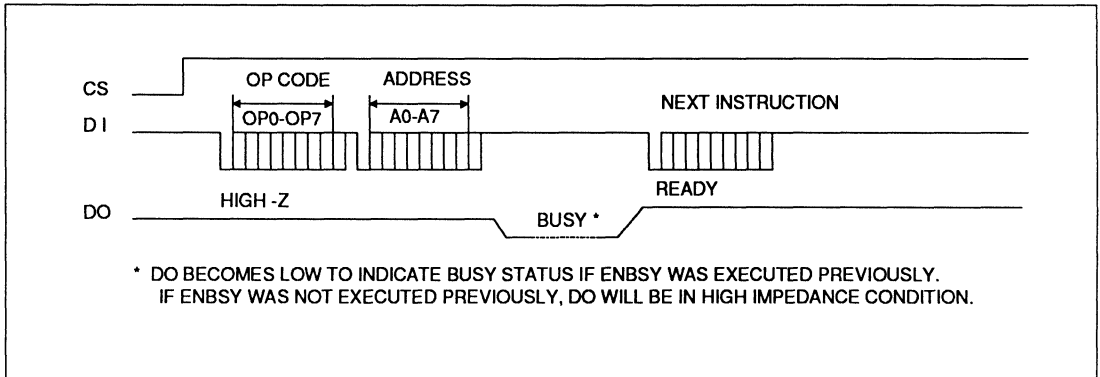 CS
OP CODE
ADDRESS
NEXT INSTRUCTION
D I
OP0-OP7
A0-A7
READY
HIGH -Z
DO
BUSY *
* DO BECOMES LOW TO INDICATE BUSY STATUS IF ENBSY WAS EXECUTED PREVIOUSLY.
IF ENBSY WAS NOT EXECUTED PREVIOUSLY, DO WILL BE IN HIGH IMPEDANCE CONDITION.